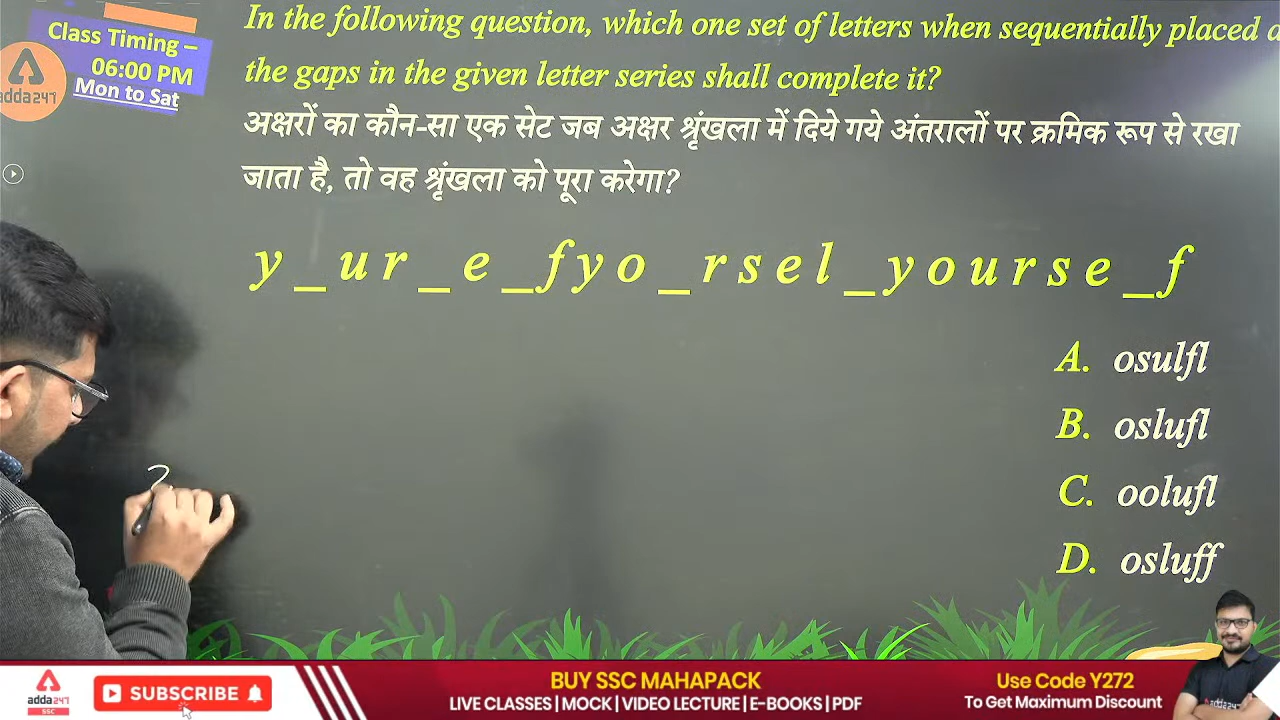 Class Timing –
06:00 PM
Mon to Sat
adda247
In the following question, which one set of letters when sequentially placed
the gaps in the given letter series shall complete it?
अक्षरों का कौन-सा एक सेट जब अक्षर श्रृंखला में दिये गये अंतरालों पर क्रमिक रूप से रखा
जाता है, तो वह श्रृंखला को पूरा करेगा?
y _ u r _ e _ f y o _ r s e l _ y o u r s e _ f
A. osulfl
B. oslufl
C. oolufl
D. osluff
adda247
SSC
SUBSCRIBE
BUY SSC MAHAPACK
LIVE CLASSES | MOCK | VIDEO LECTURE | E-BOOKS | PDF
Use Code Y272
To Get Maximum Discount